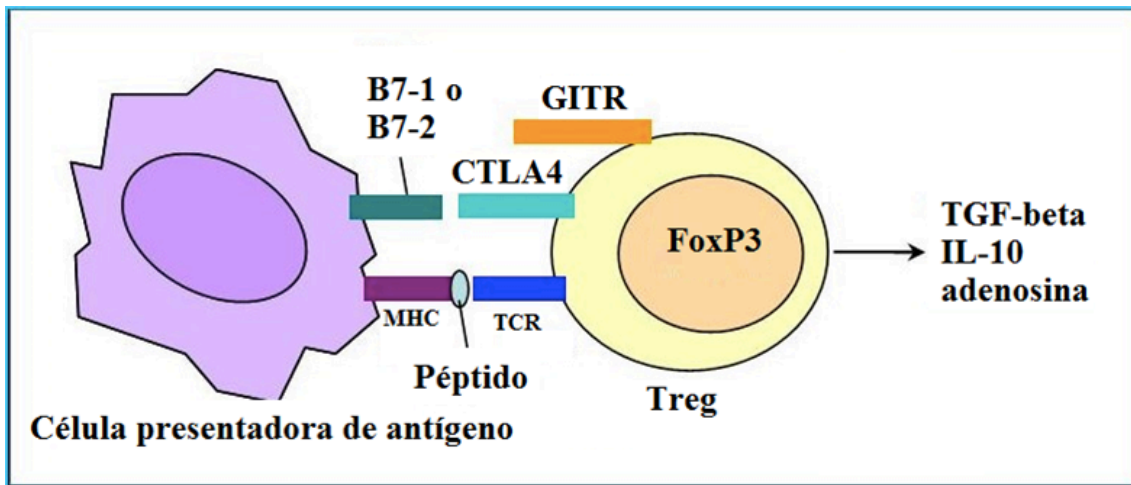 B7-1 o
B7-2
GITR
CTLA4
FoxP3
TGF-beta
IL-10
adenosina
MHC
TCR
Péptido
Treg
Célula presentadora de antígeno